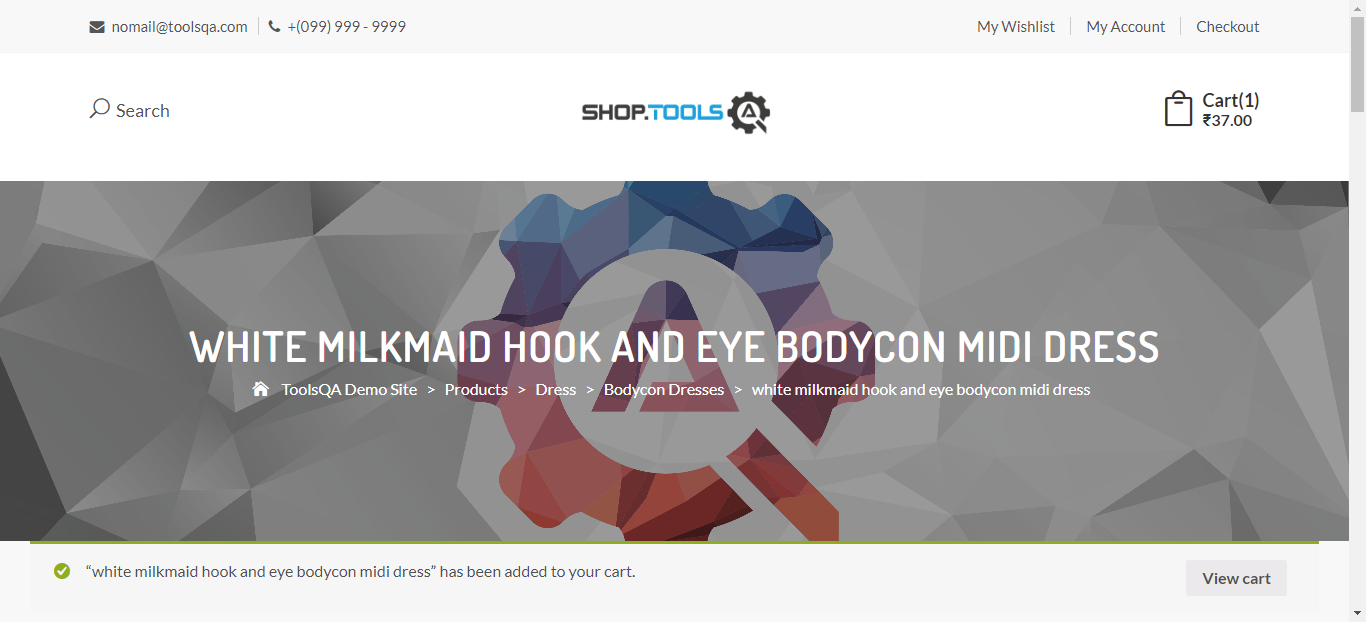 nomail@toolsqa.com +(099) 999 - 9999 My Wishlist My Account Checkout
Search SHOP.TOOLS Cart(1)
₹37.00
WHITE MILKMAID HOOK AND EYE BODYCON MIDI DRESS
ToolsQA Demo Site > Products > Dress > Bodycon Dresses > white milkmaid hook and eye bodycon midi dress
“white milkmaid hook and eye bodycon midi dress” has been added to your cart. View cart